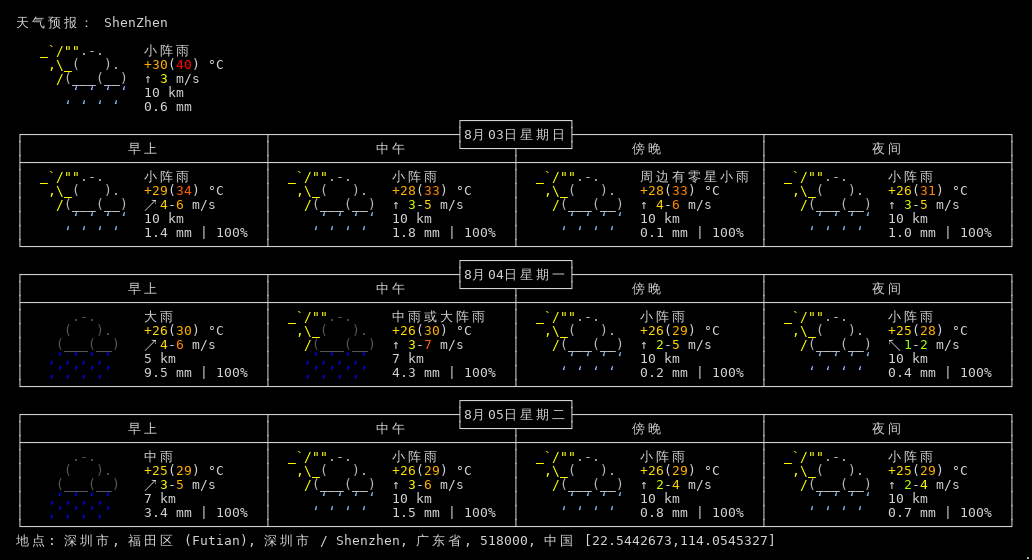 天气预报： ShenZhen
小阵雨
+30(40) °C
↑ 3 m/s
10 km
0.6 mm
8月03日星期日
早上 中午 傍晚 夜间
小阵雨 小阵雨 周边有零星小雨 小阵雨
+29(34) °C +28(33) °C +28(33) °C +26(31) °C
↗ 4-6 m/s ↑ 3-5 m/s ↑ 4-6 m/s ↑ 3-5 m/s
10 km 10 km 10 km 10 km
1.4 mm | 100% 1.8 mm | 100% 0.1 mm | 100% 1.0 mm | 100%
8月04日星期一
早上 中午 傍晚 夜间
大雨 中雨或大阵雨 小阵雨 小阵雨
+26(30) °C +26(30) °C +26(29) °C +25(28) °C
↗ 4-6 m/s ↑ 3-7 m/s ↑ 2-5 m/s ↖ 1-2 m/s
5 km 7 km 10 km 10 km
9.5 mm | 100% 4.3 mm | 100% 0.2 mm | 100% 0.4 mm | 100%
8月05日星期二
早上 中午 傍晚 夜间
中雨 小阵雨 小阵雨 小阵雨
+25(29) °C +26(29) °C +26(29) °C +25(29) °C
↗ 3-5 m/s ↑ 3-6 m/s ↑ 2-4 m/s ↑ 2-4 m/s
7 km 10 km 10 km 10 km
3.4 mm | 100% 1.5 mm | 100% 0.8 mm | 100% 0.7 mm | 100%
地点: 深圳市, 福田区 (Futian), 深圳市 / Shenzhen, 广东省, 518000, 中国 [22.5442673,114.0545327]